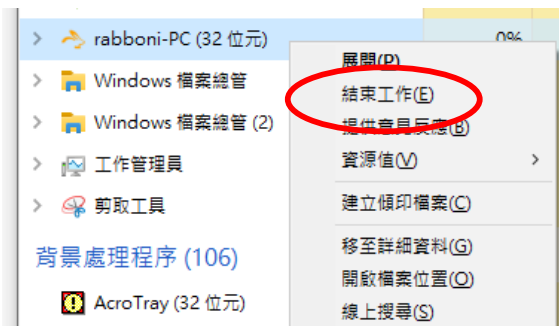 rabboni-PC (32 位元)
0%
Windows 檔案總管
Windows 檔案總管 (2)
工作管理員
剪取工具
背景處理程序 (106)
AcroTray (32 位元)
展開(P)
結束工作(E)
提供意見反應(B)
資源值(V)
建立傾印檔案(C)
移至詳細資料(G)
開啟檔案位置(O)
線上搜尋(S)